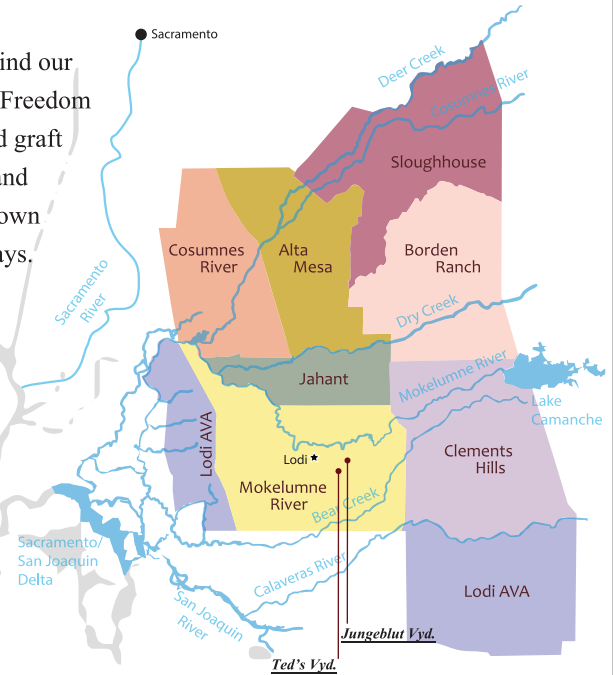 Sacramento
ind our
Freedom
d graft
and
own
ays.
Deer Creek
Cosumnes River
Sloughhouse
Cosumnes
River
Alta
Mesa
Borden
Ranch
Sacramento
River
Dry Creek
Jahant
Mokelumne River
Lake
Camanche
Lodi AVA
Lodi
Mokelumne
River
Clements
Hills
Bear Creek
Sacramento/
San Joaquin
Delta
Calaveras River
San Joaquin
River
Lodi AVA
Jungeblut Vyd.
Ted's Vyd.